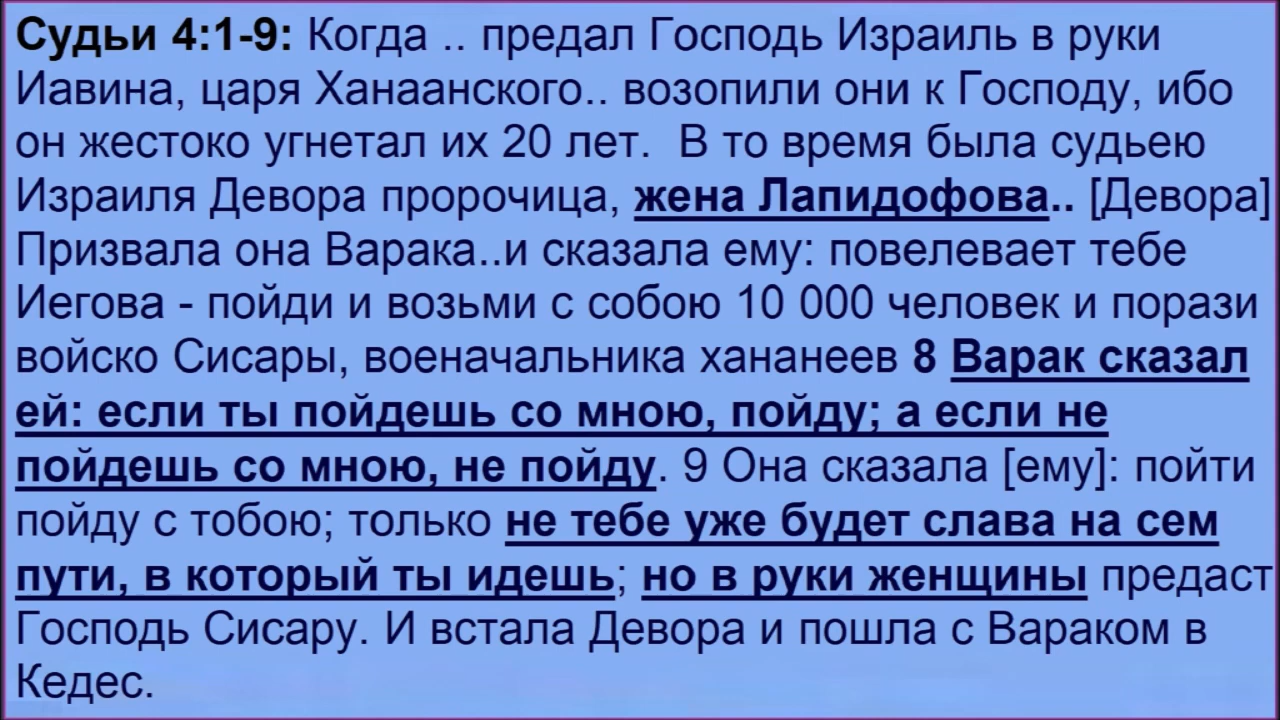 Судьи 4:1-9: Когда .. предал Господь Израиль в руки
Иавина, царя Ханаанского.. возопили они к Господу, ибо
он жестоко угнетал их 20 лет.  В то время была судьею
Израиля Девора пророчица, жена Лапидофова.. [Девора]
Призвала она Варака..и сказала ему: повелевает тебе
Иегова - пойди и возьми с собою 10 000 человек и порази
войско Сисары, военачальника хананеев 8 Варак сказал
ей: если ты пойдешь со мною, пойду; а если не
пойдешь со мною, не пойду. 9 Она сказала [ему]: пойти
пойду с тобою; только не тебе уже будет слава на сем
пути, в который ты идешь; но в руки женщины предаст
Господь Сисару. И встала Девора и пошла с Вараком в
Кедес.